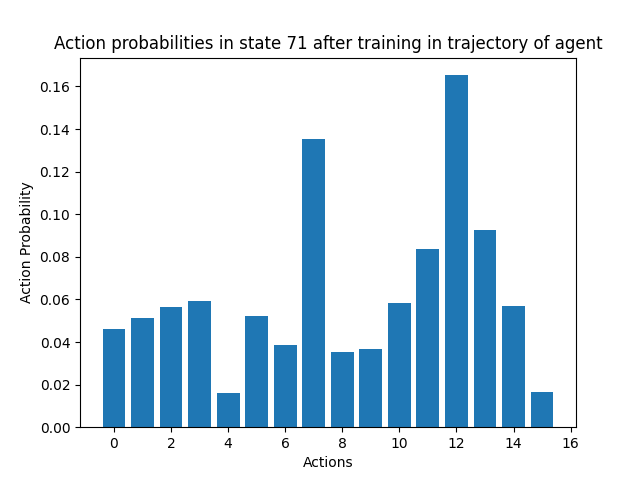 Action probabilities in state 71 after training in trajectory of agent
0.16
0.14
0.12
0.10
0.08
0.06
0.04
0.02
0.00
Action Probability
0 2 4 6 8 10 12 14 16
Actions